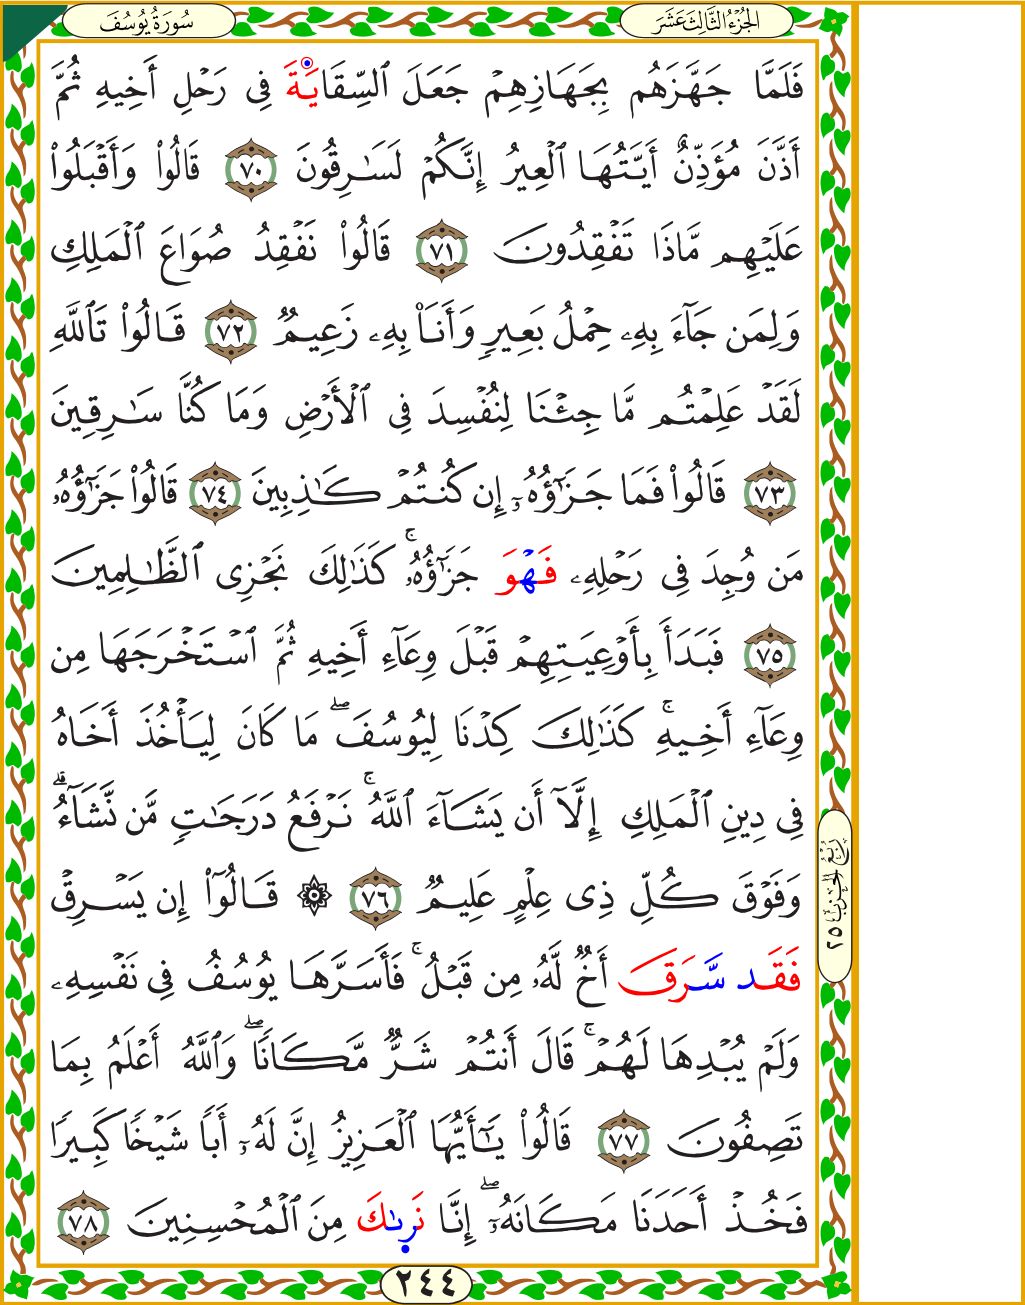 سُورَةُ يُوسُفَ
الجُزْءُ الثَّالِثَ عَشَرَ
فَلَمَّا جَهَّزَهُم بِجَهَازِهِمْ جَعَلَ ٱلسِّقَايَةَ فِى رَحْلِ أَخِيهِ ثُمَّ
أَذَّنَ مُؤَذِّنٌ أَيَّتُهَا ٱلْعِيرُ إِنَّكُمْ لَسَـٰرِقُونَ ٧٠ قَالُوا۟ وَأَقْبَلُوا۟
عَلَيْهِم مَّاذَا تَفْقِدُونَ ٧١ قَالُوا۟ نَفْقِدُ صُوَاعَ ٱلْمَلِكِ
وَلِمَن جَآءَ بِهِۦ حِمْلُ بَعِيرٍ وَأَنَا۠ بِهِۦ زَعِيمٌ ٧٢ قَالُوا۟ تَٱللَّهِ
لَقَدْ عَلِمْتُم مَّا جِئْنَا لِنُفْسِدَ فِى ٱلْأَرْضِ وَمَا كُنَّا سَـٰرِقِينَ
٧٣ قَالُوا۟ فَمَا جَزَٰٓؤُهُۥٓ إِن كُنتُمْ كَـٰذِبِينَ ٧٤ قَالُوا۟ جَزَٰٓؤُهُۥ
مَن وُجِدَ فِى رَحْلِهِۦ فَهْوَ جَزَٰٓؤُهُۥ ۚ كَذَٰلِكَ نَجْزِى ٱلظَّـٰلِمِينَ
٧٥ فَبَدَأَ بِأَوْعِيَتِهِمْ قَبْلَ وِعَآءِ أَخِيهِ ثُمَّ ٱسْتَخْرَجَهَا مِن
وِعَآءِ أَخِيهِ ۚ كَذَٰلِكَ كِدْنَا لِيُوسُفَ ۖ مَا كَانَ لِيَأْخُذَ أَخَاهُ
فِى دِينِ ٱلْمَلِكِ إِلَّآ أَن يَشَآءَ ٱللَّهُ ۚ نَرْفَعُ دَرَجَـٰتِ مَّن نَّشَآءُ ۗ
وَفَوْقَ كُلِّ ذِى عِلْمٍ عَلِيمٌ ٧٦ ۞ قَالُوٓا۟ إِن يَسْرِقْ
فَقَد سَّرَقَ أَخٌ لَّهُۥ مِن قَبْلُ ۚ فَأَسَرَّهَا يُوسُفُ فِى نَفْسِهِۦ
وَلَمْ يُبْدِهَا لَهُمْ ۚ قَالَ أَنتُمْ شَرٌّ مَّكَانًا ۖ وَٱللَّهُ أَعْلَمُ بِمَا
تَصِفُونَ ٧٧ قَالُوا۟ يَـٰٓأَيُّهَا ٱلْعَزِيزُ إِنَّ لَهُۥٓ أَبًا شَيْخًا كَبِيرًا
فَخُذْ أَحَدَنَا مَكَانَهُۥٓ ۖ إِنَّا نَرِىٰكَ مِنَ ٱلْمُحْسِنِينَ ٧٨
رُبْعُ الحِزْبِ ٢٥
٢٤٤